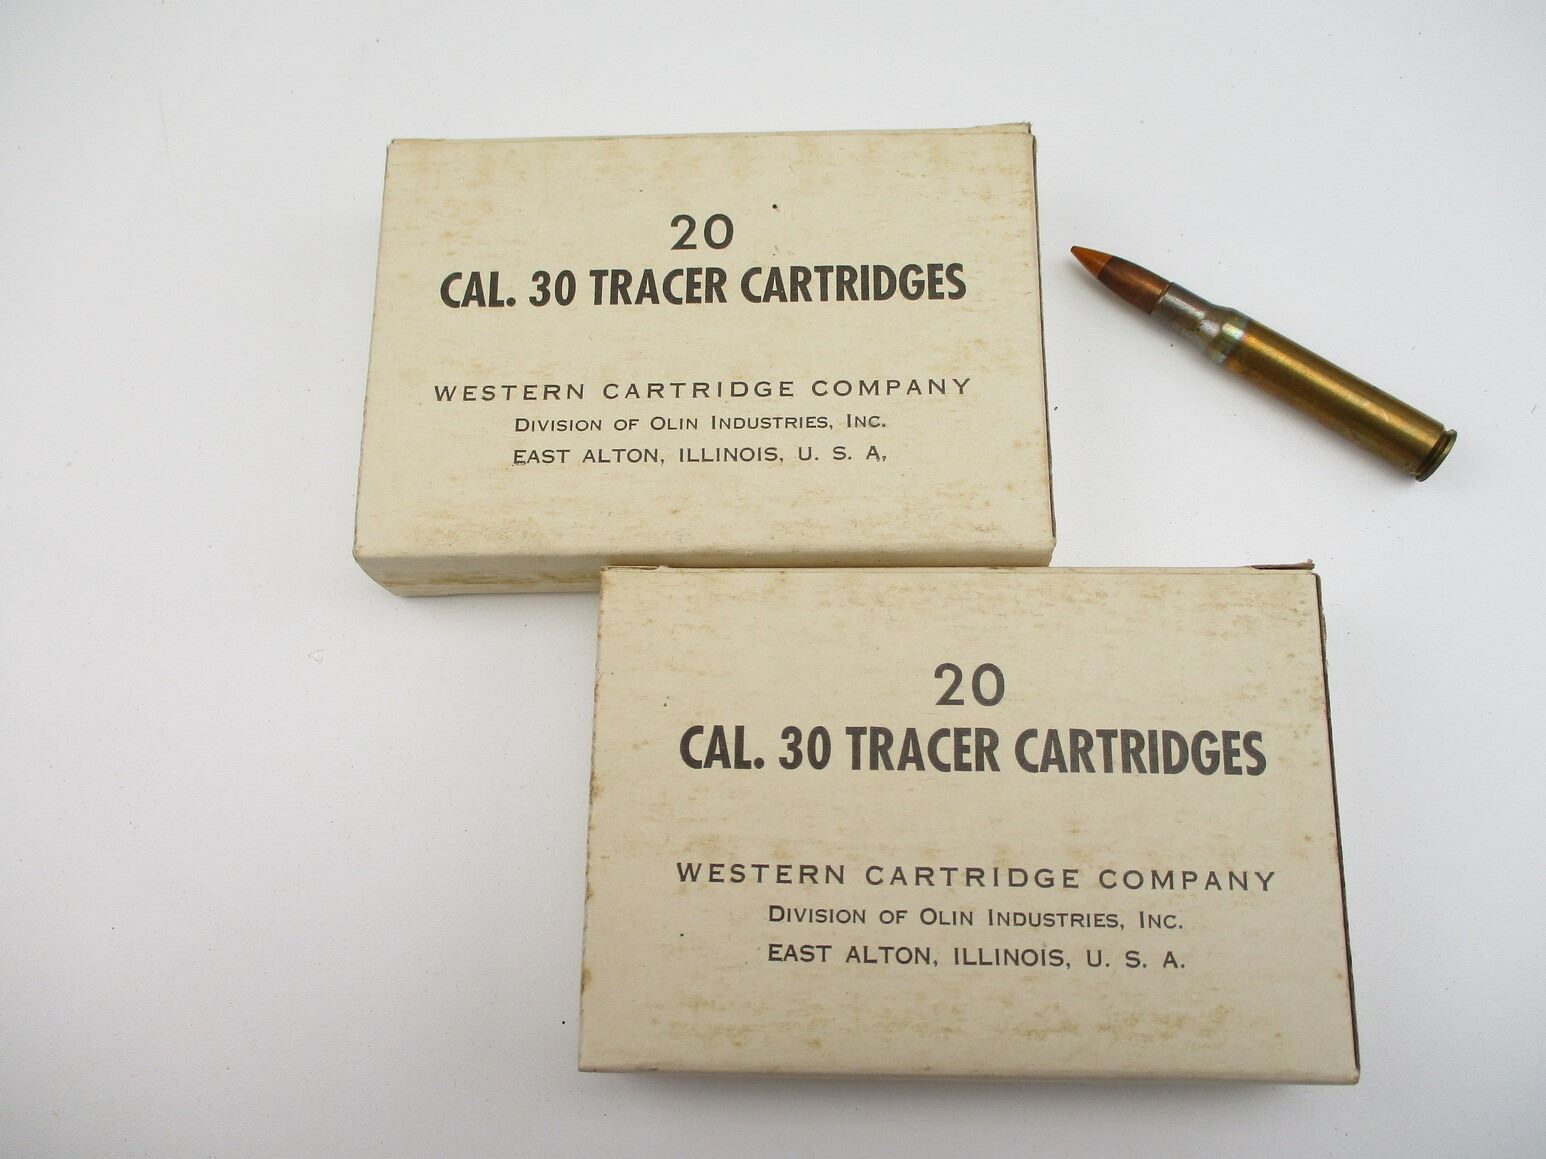 20
CAL. 30 TRACER CARTRIDGES
WESTERN CARTRIDGE COMPANY
DIVISION OF OLIN INDUSTRIES, INC.
EAST ALTON, ILLINOIS, U. S. A,
20
CAL. 30 TRACER CARTRIDGES
WESTERN CARTRIDGE COMPANY
DIVISION OF OLIN INDUSTRIES, INC.
EAST ALTON, ILLINOIS, U. S. A.